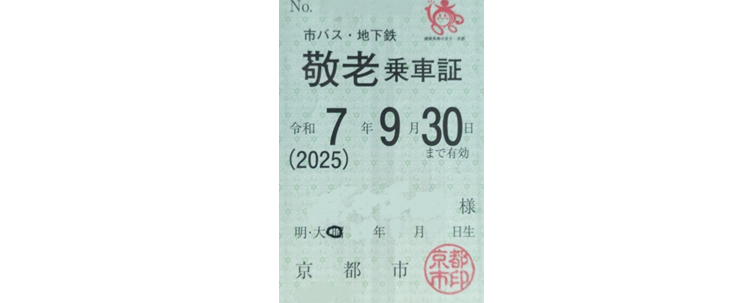 No.
市バス・地下鉄
敬老乗車証
令和7年9月30日
(2025)
まで有効
様
明・大・昭 年 月 日生
京都市
京都市印